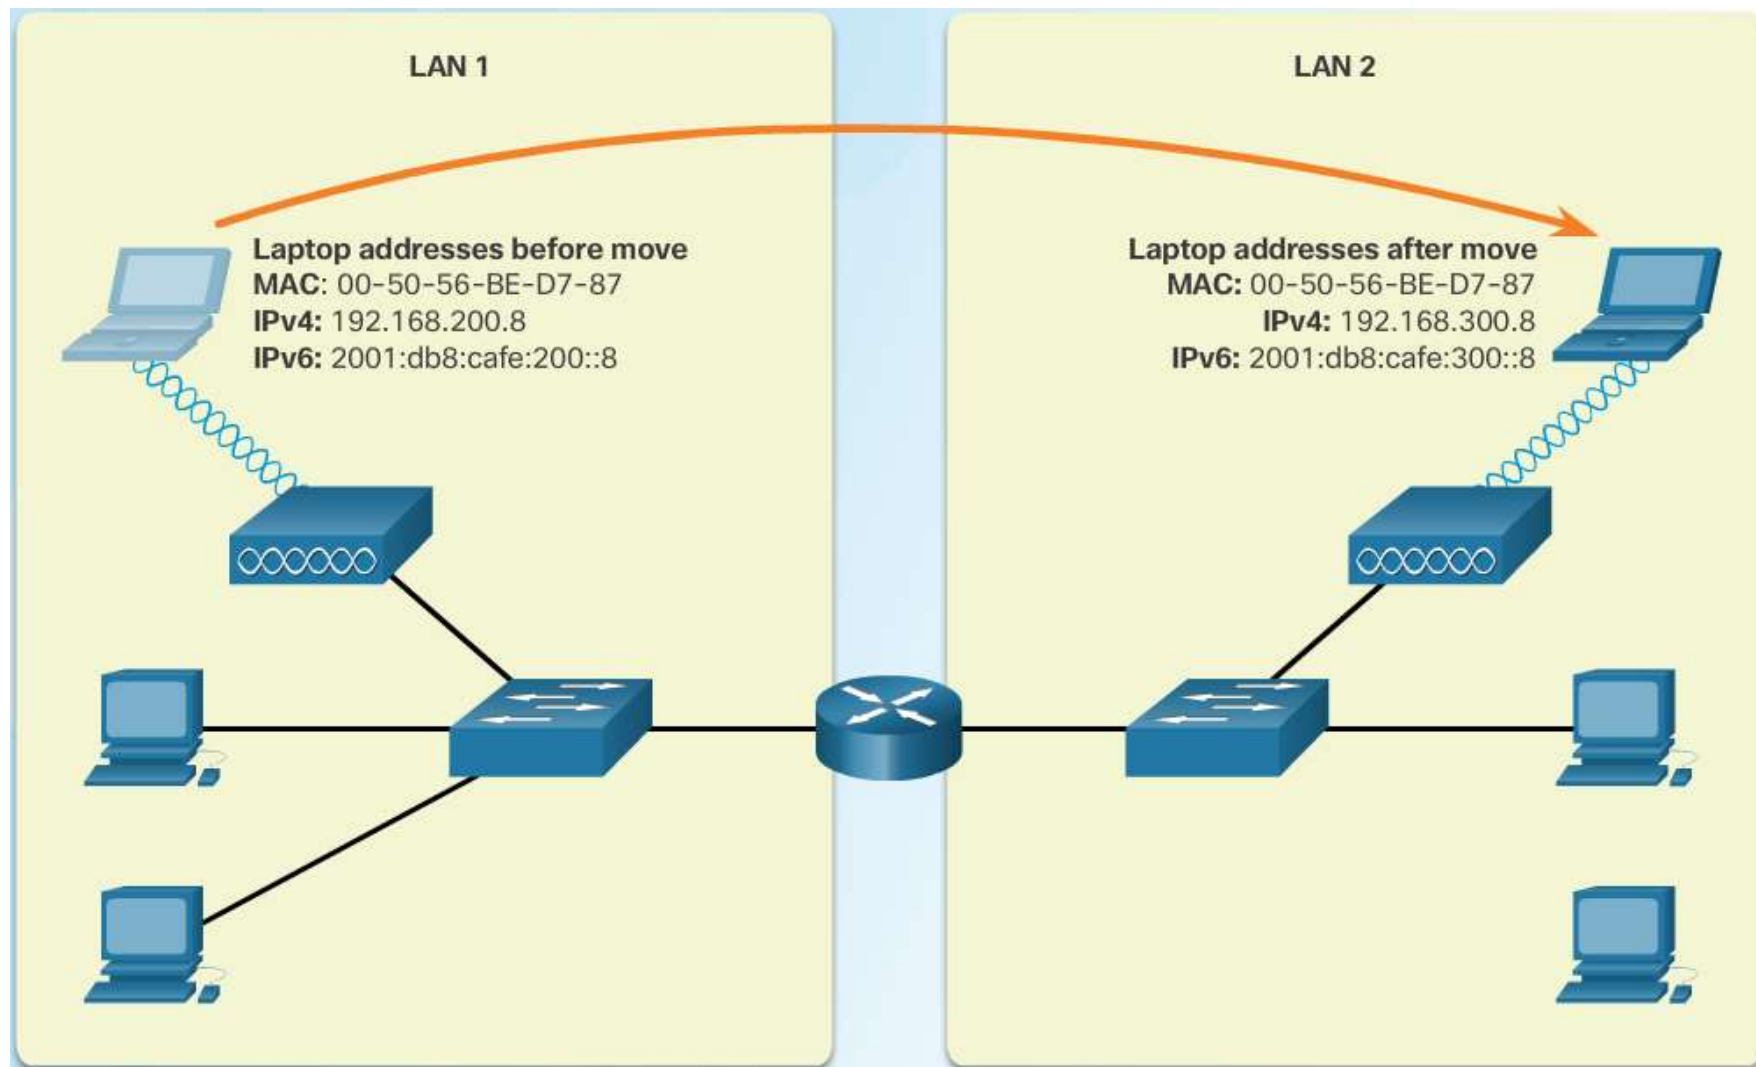 LAN 1
LAN 2
Laptop addresses before move
MAC: 00-50-56-BE-D7-87
IPv4: 192.168.200.8
IPv6: 2001:db8:cafe:200::8
Laptop addresses after move
MAC: 00-50-56-BE-D7-87
IPv4: 192.168.300.8
IPv6: 2001:db8:cafe:300::8